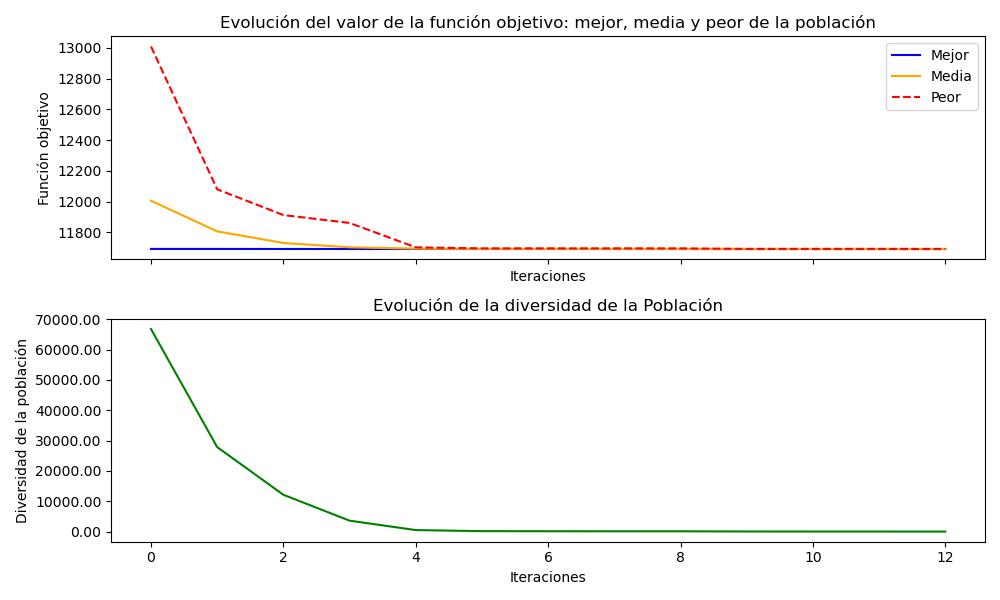 Evolución del valor de la función objetivo: mejor, media y peor de la población
13000
12800
12600
12400
12200
12000
11800
Función objetivo
Mejor
Media
Peor
Iteraciones
Evolución de la diversidad de la Población
70000.00
60000.00
50000.00
40000.00
30000.00
20000.00
10000.00
0.00
Diversidad de la población
0 2 4 6 8 10 12
Iteraciones